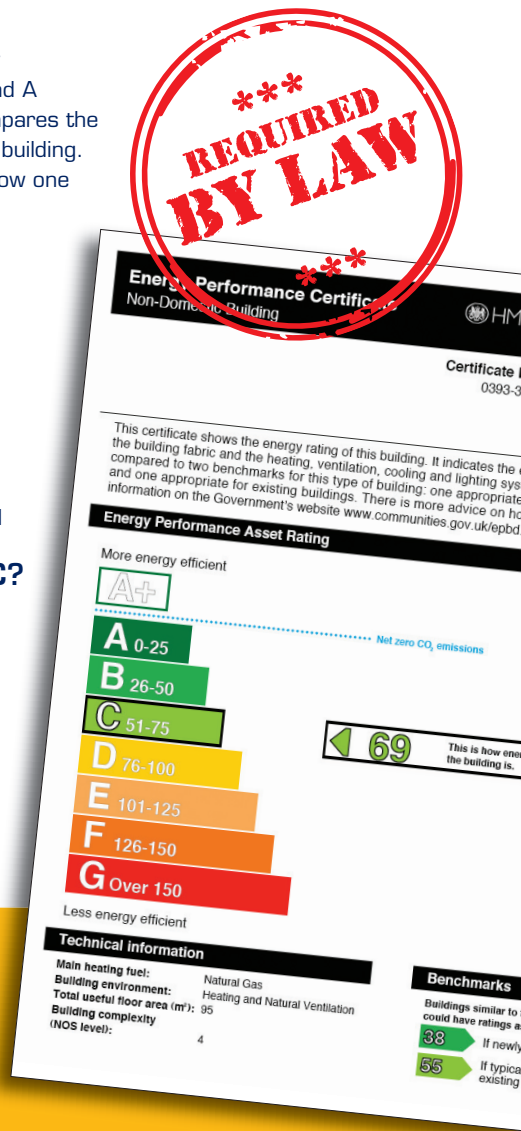 nd A
mpares the
building.
ow one
***
REQUIRED
BY LAW
***
Energy Performance Certificate
Non-Domestic Building
HM
Certificate
0393-3
This certificate shows the energy rating of this building. It indicates the
the building fabric and the heating, ventilation, cooling and lighting sys
compared to two benchmarks for this type of building: one appropriate
and one appropriate for existing buildings. There is more advice on ho
information on the Government's website www.communities.gov.uk/epbd.
Energy Performance Asset Rating
More energy efficient
A+
Net zero CO₂ emissions
A 0-25
B 26-50
C 51-75
69
This is how ener
the building is.
D 76-100
E 101-125
F 126-150
G Over 150
Less energy efficient
C?
Technical information
Main heating fuel: Natural Gas
Building environment: Heating and Natural Ventilation
Total useful floor area (m²): 95
Building complexity
(NOS level): 4
Benchmarks
Buildings similar to
could have ratings a
38 If newly
55 If typica
existing